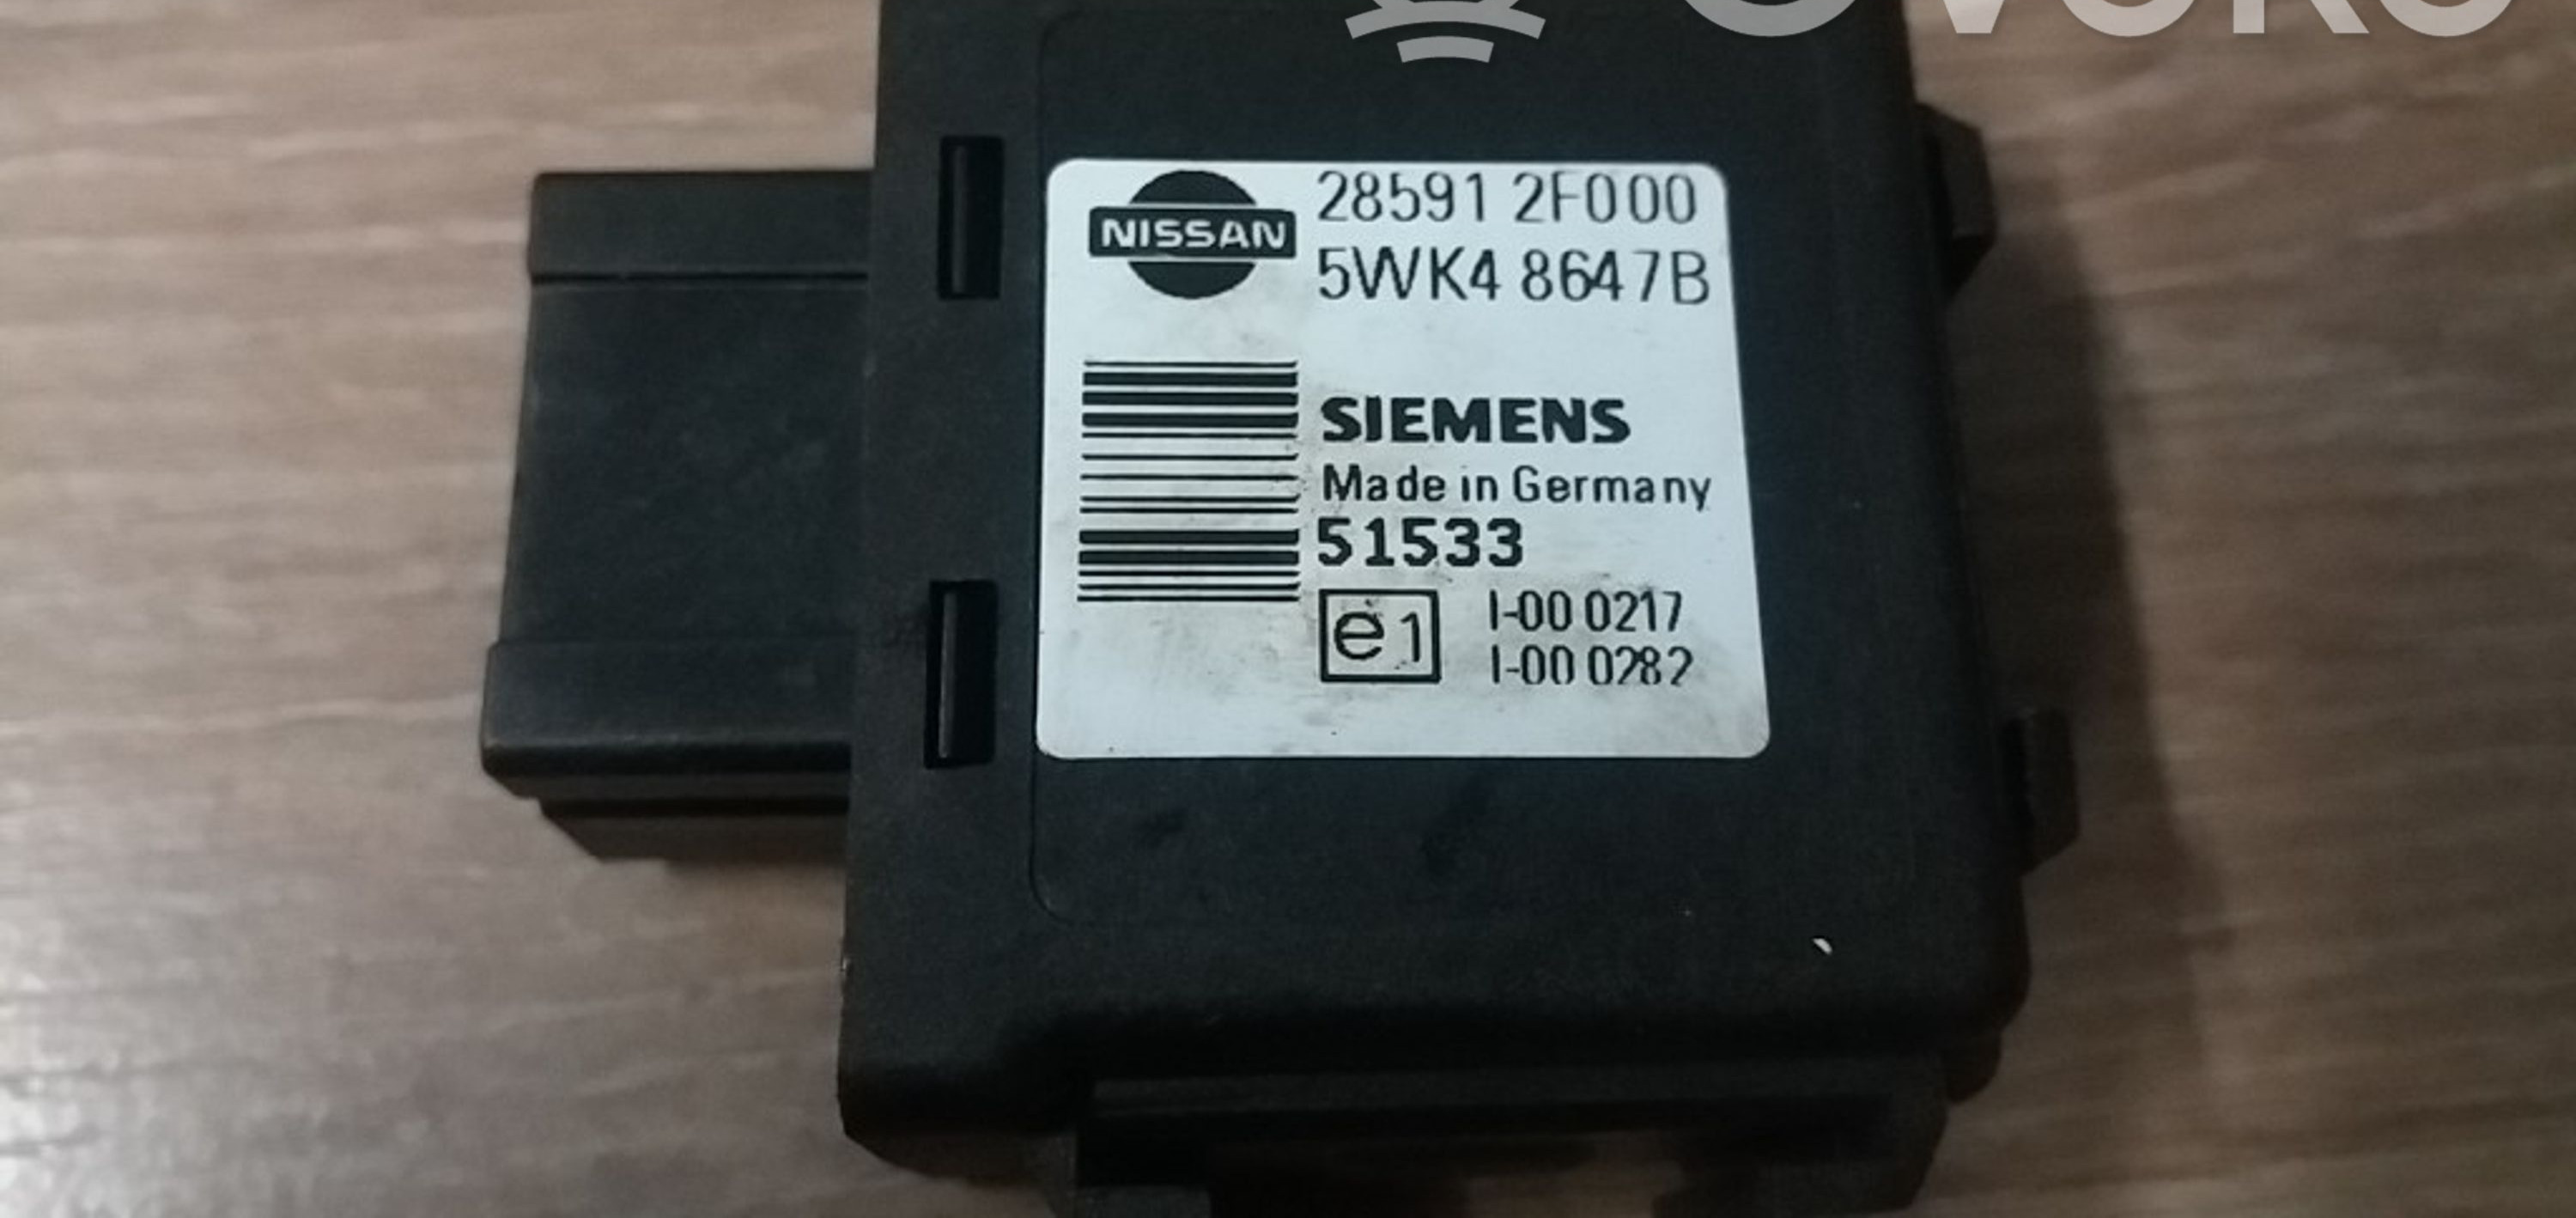 NISSAN
28591 2F000
5WK4 8647B
SIEMENS
Made in Germany
51533
e1
I-00 0217
I-00 0282